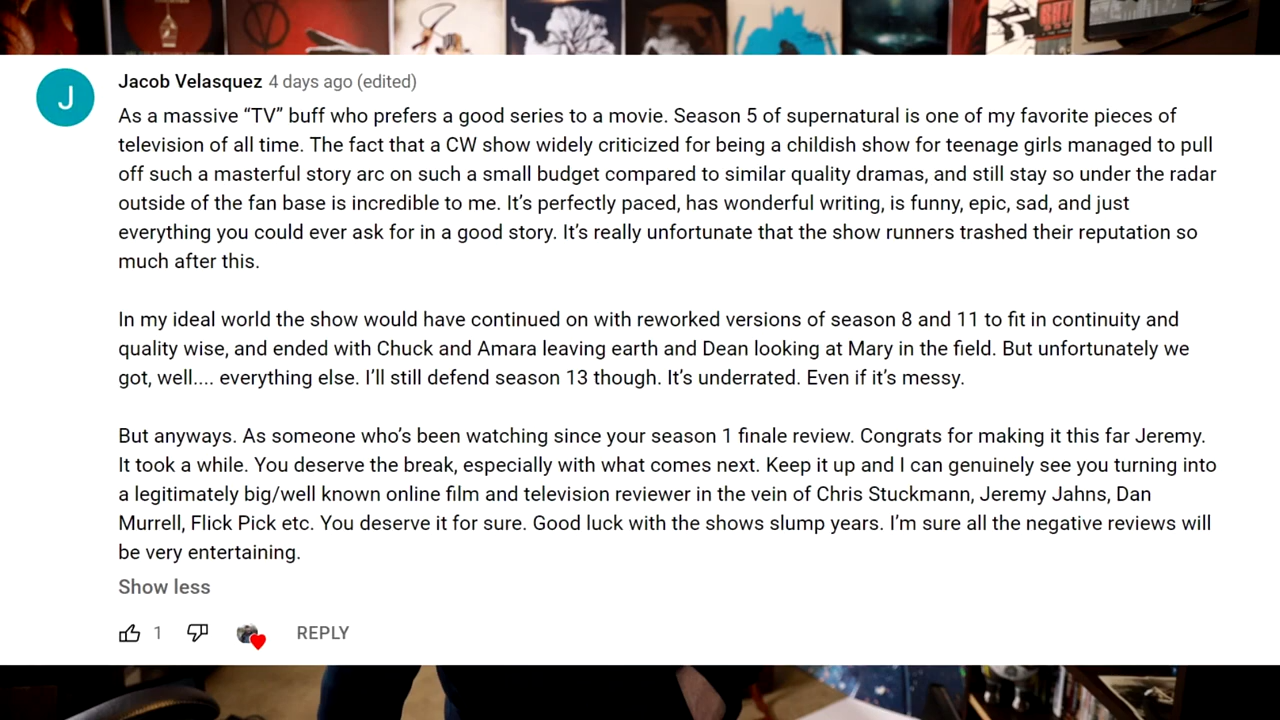 Jacob Velasquez 4 days ago (edited)
As a massive “TV” buff who prefers a good series to a movie. Season 5 of supernatural is one of my favorite pieces of
television of all time. The fact that a CW show widely criticized for being a childish show for teenage girls managed to pull
off such a masterful story arc on such a small budget compared to similar quality dramas, and still stay so under the radar
outside of the fan base is incredible to me. It’s perfectly paced, has wonderful writing, is funny, epic, sad, and just
everything you could ever ask for in a good story. It’s really unfortunate that the show runners trashed their reputation so
much after this.
In my ideal world the show would have continued on with reworked versions of season 8 and 11 to fit in continuity and
quality wise, and ended with Chuck and Amara leaving earth and Dean looking at Mary in the field. But unfortunately we
got, well.... everything else. I’ll still defend season 13 though. It’s underrated. Even if it’s messy.
But anyways. As someone who’s been watching since your season 1 finale review. Congrats for making it this far Jeremy.
It took a while. You deserve the break, especially with what comes next. Keep it up and I can genuinely see you turning into
a legitimately big/well known online film and television reviewer in the vein of Chris Stuckmann, Jeremy Jahns, Dan
Murrell, Flick Pick etc. You deserve it for sure. Good luck with the shows slump years. I’m sure all the negative reviews will
be very entertaining.
Show less
1 REPLY
J